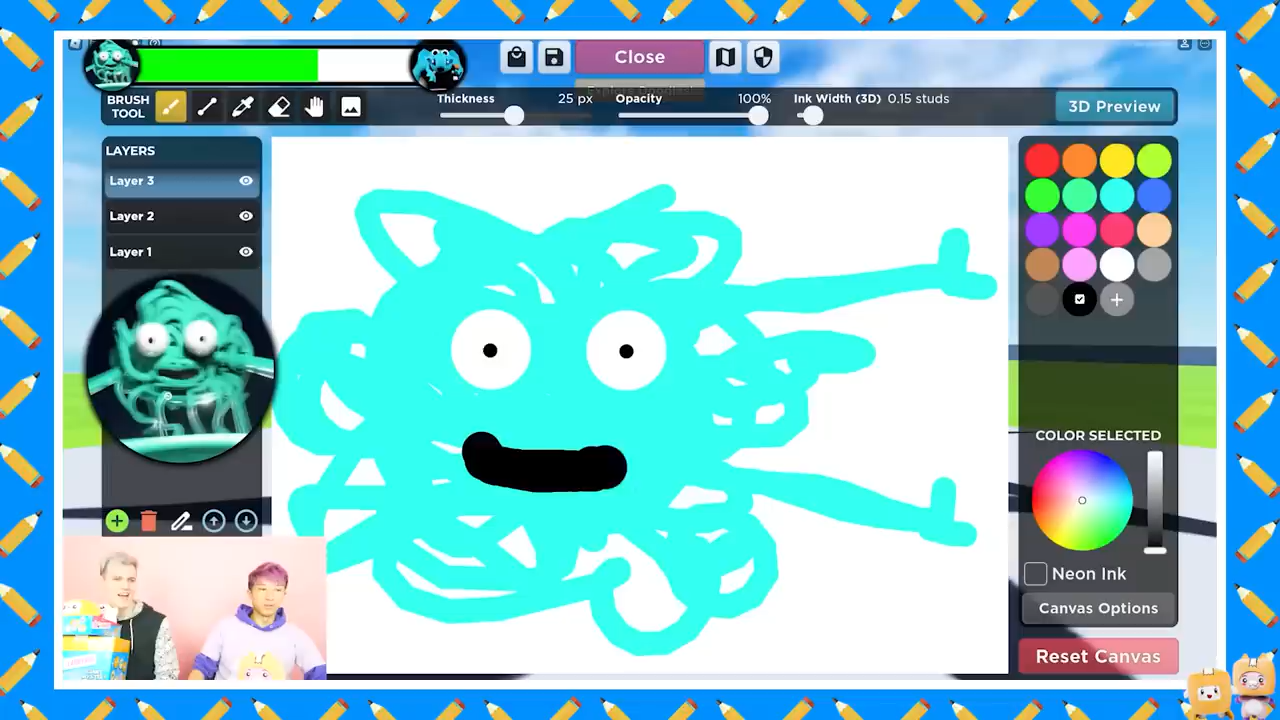 Close
BRUSH
TOOL
Thickness
25 px
Opacity
100%
Ink Width (3D)
0.15 studs
3D Preview
LAYERS
Layer 3
Layer 2
Layer 1
COLOR SELECTED
Neon Ink
Canvas Options
Reset Canvas